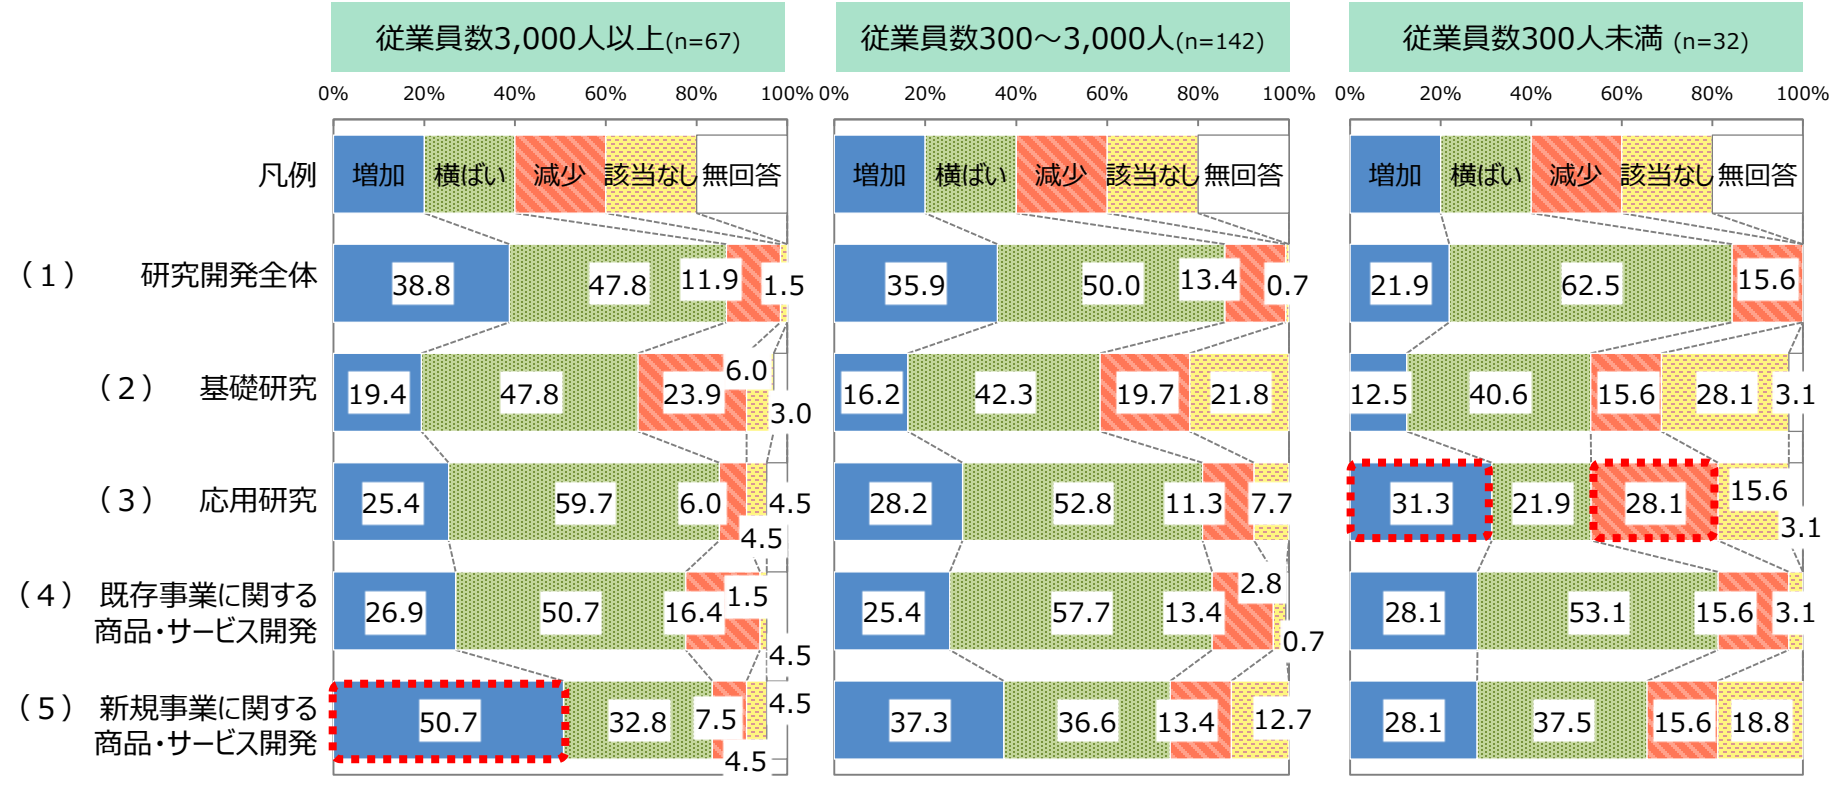 従業員数3,000人以上(n=67)
従業員数300～3,000人(n=142)
従業員数300人未満 (n=32)
0% 20% 40% 60% 80% 100%
0% 20% 40% 60% 80% 100%
0% 20% 40% 60% 80% 100%
凡例 増加 横ばい 減少 該当なし 無回答
増加 横ばい 減少 該当なし 無回答
増加 横ばい 減少 該当なし 無回答
（１） 研究開発全体
38.8 47.8 11.9 1.5
35.9 50.0 13.4 0.7
21.9 62.5 15.6
（２） 基礎研究
19.4 47.8 23.9 6.0 3.0
16.2 42.3 19.7 21.8
12.5 40.6 15.6 28.1 3.1
（３） 応用研究
25.4 59.7 6.0 4.5 4.5
28.2 52.8 11.3 7.7
31.3 21.9 28.1 15.6 3.1
（４） 既存事業に関する
商品・サービス開発
26.9 50.7 16.4 1.5 4.5
25.4 57.7 13.4 2.8 0.7
28.1 53.1 15.6 3.1
（５） 新規事業に関する
商品・サービス開発
50.7 32.8 7.5 4.5 4.5
37.3 36.6 13.4 12.7
28.1 37.5 15.6 18.8